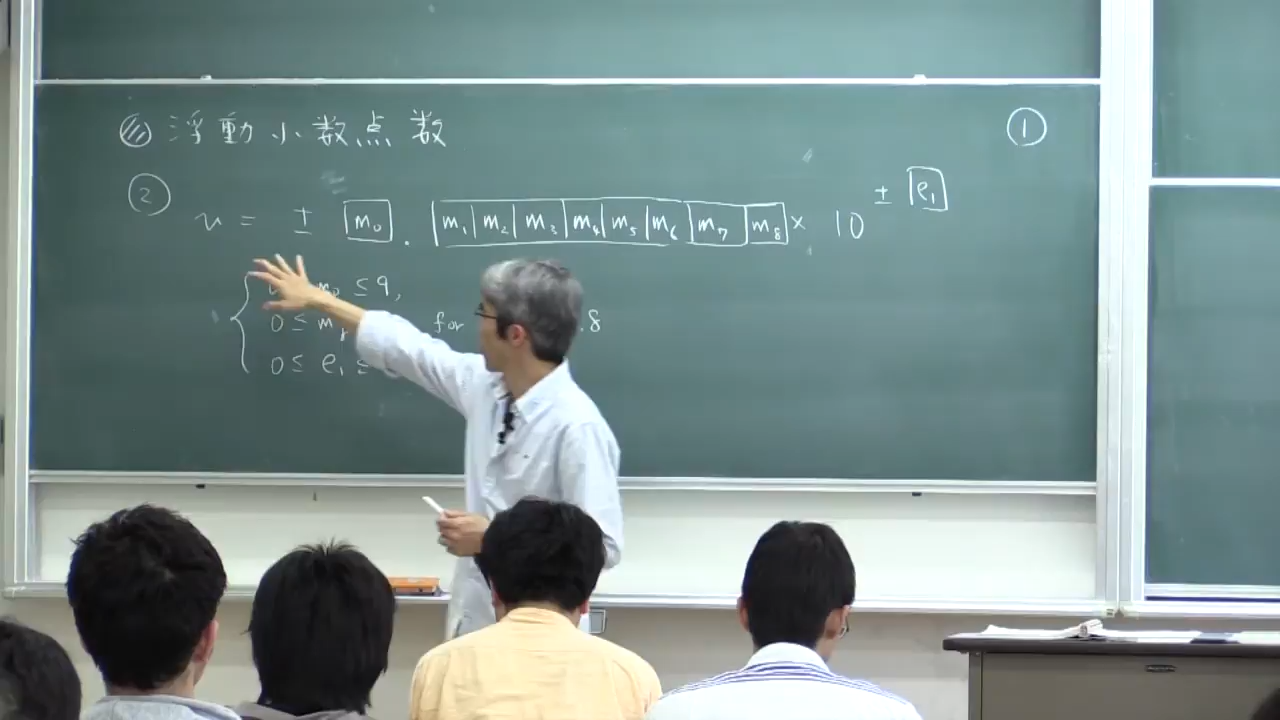 浮動小数点数 ①
② u = ± m₀ . m₁ m₂ m₃ m₄ m₅ m₆ m₇ m₈ × 10 ± e₁
≤ 9,
0 ≤ m for 8
0 ≤ e₁ ≤